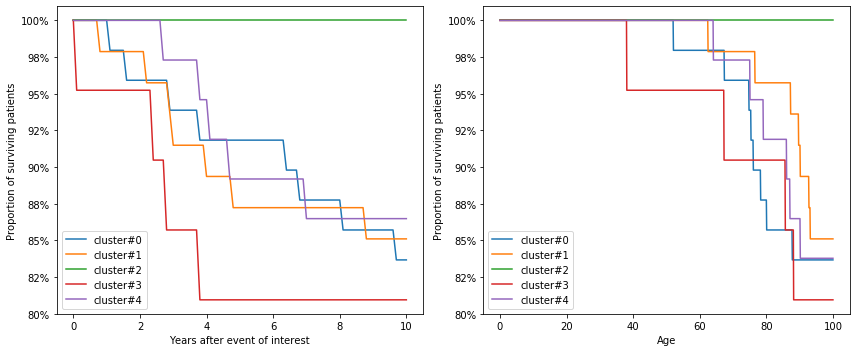 Proportion of surviving patients
100%
98%
95%
92%
90%
88%
85%
82%
80%
cluster#0
cluster#1
cluster#2
cluster#3
cluster#4
0 2 4 6 8 10
Years after event of interest
Proportion of surviving patients
100%
98%
95%
92%
90%
88%
85%
82%
80%
cluster#0
cluster#1
cluster#2
cluster#3
cluster#4
0 20 40 60 80 100
Age